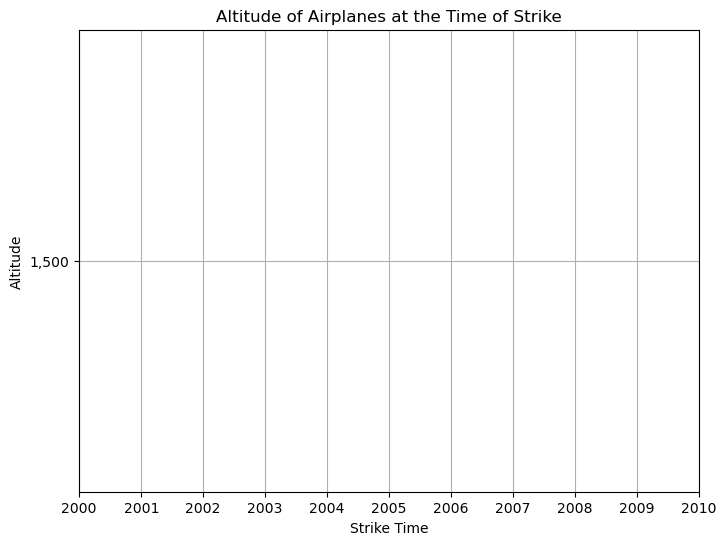 Altitude of Airplanes at the Time of Strike
Altitude
1,500
2000 2001 2002 2003 2004 2005 2006 2007 2008 2009 2010
Strike Time